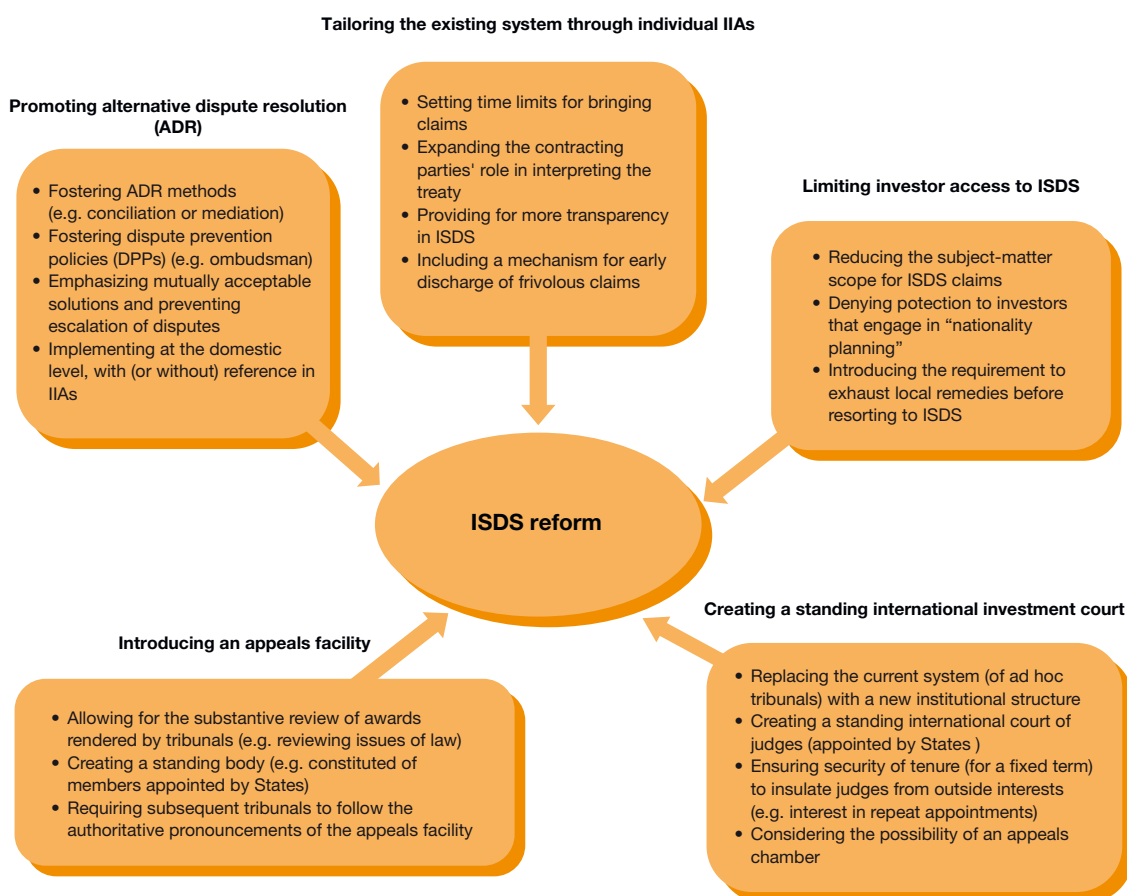 Tailoring the existing system through individual IIAs
• Setting time limits for bringing
claims
• Expanding the contracting
parties' role in interpreting the
treaty
• Providing for more transparency
in ISDS
• Including a mechanism for early
discharge of frivolous claims
Promoting alternative dispute resolution
(ADR)
• Fostering ADR methods
(e.g. conciliation or mediation)
• Fostering dispute prevention
policies (DPPs) (e.g. ombudsman)
• Emphasizing mutually acceptable
solutions and preventing
escalation of disputes
• Implementing at the domestic
level, with (or without) reference in
IIAs
Limiting investor access to ISDS
• Reducing the subject-matter
scope for ISDS claims
• Denying potection to investors
that engage in “nationality
planning”
• Introducing the requirement to
exhaust local remedies before
resorting to ISDS
ISDS reform
Introducing an appeals facility
• Allowing for the substantive review of awards
rendered by tribunals (e.g. reviewing issues of law)
• Creating a standing body (e.g. constituted of
members appointed by States)
• Requiring subsequent tribunals to follow the
authoritative pronouncements of the appeals facility
Creating a standing international investment court
• Replacing the current system (of ad hoc
tribunals) with a new institutional structure
• Creating a standing international court of
judges (appointed by States )
• Ensuring security of tenure (for a fixed term)
to insulate judges from outside interests
(e.g. interest in repeat appointments)
• Considering the possibility of an appeals
chamber